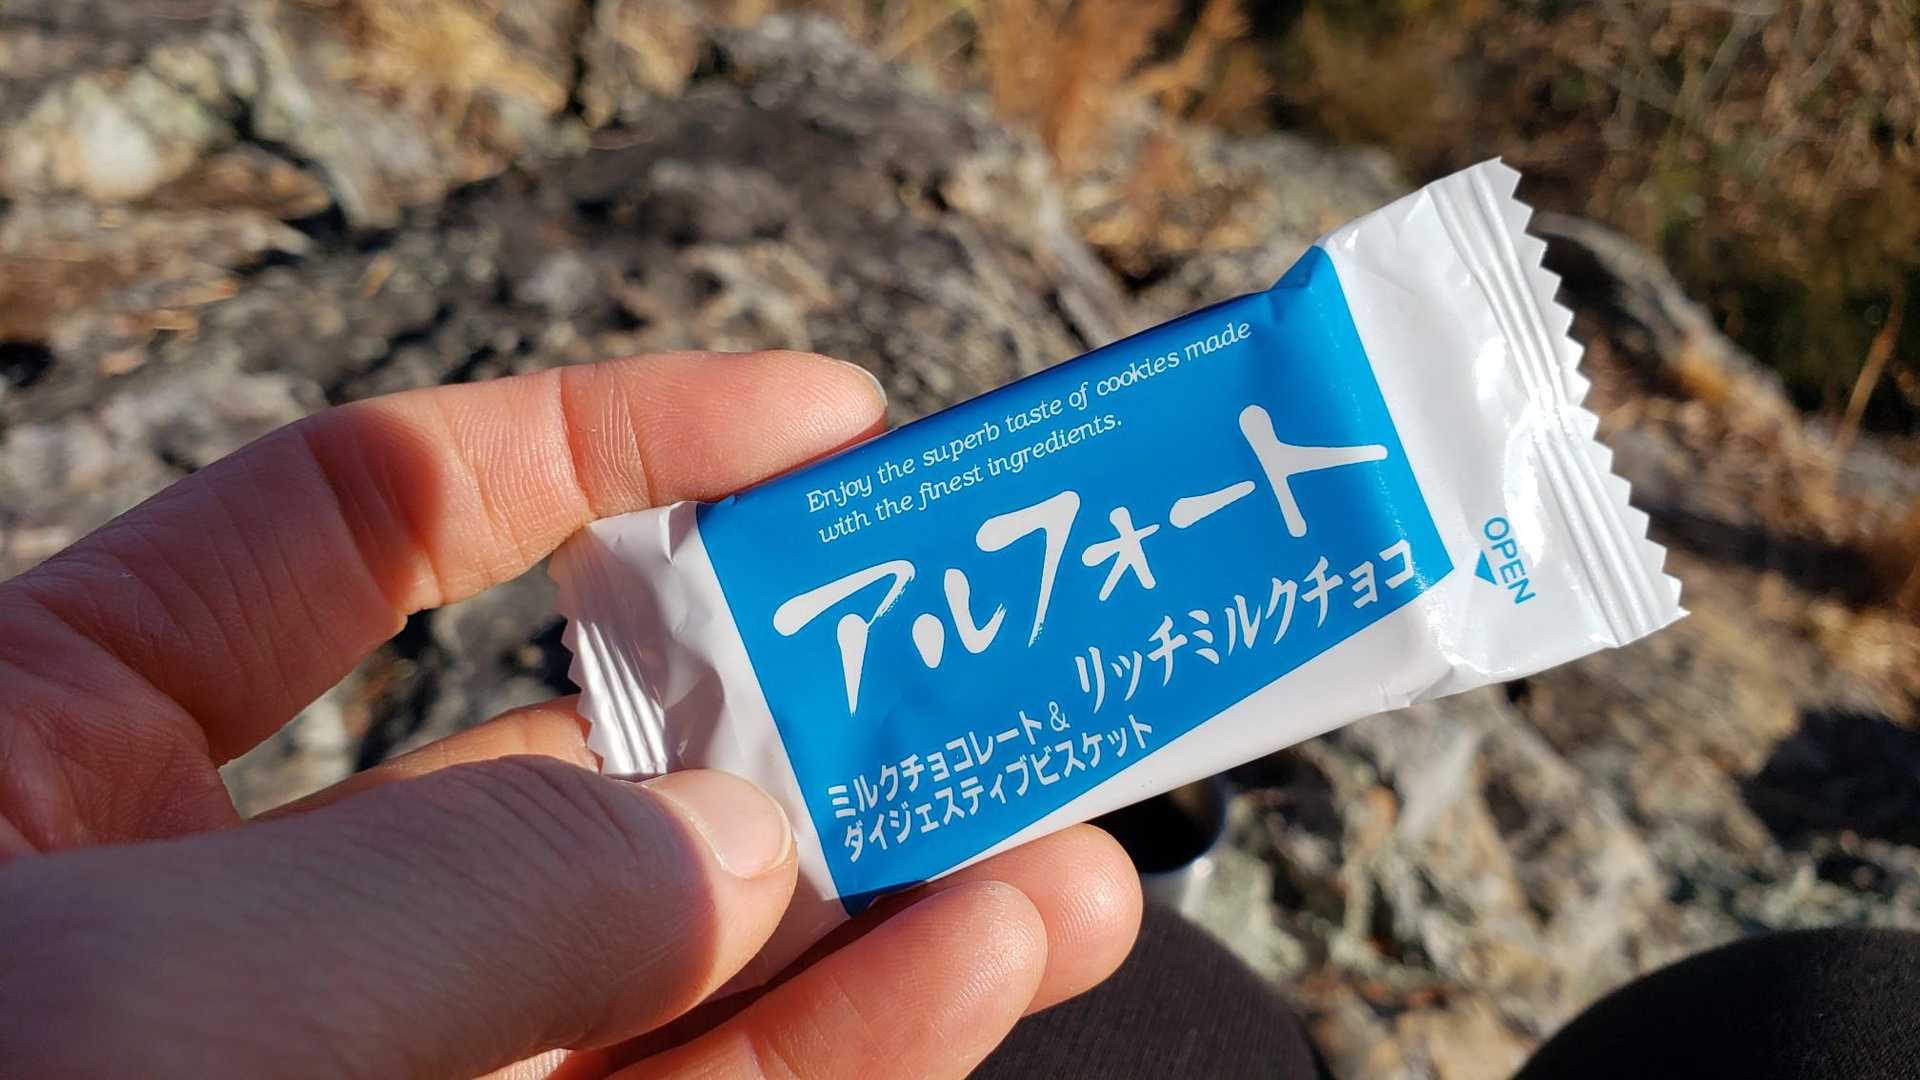 Enjoy the superb taste of cookies made
with the finest ingredients.
アルフォート
リッチミルクチョコ
ミルクチョコレート&
ダイジェスティブビスケット
OPEN